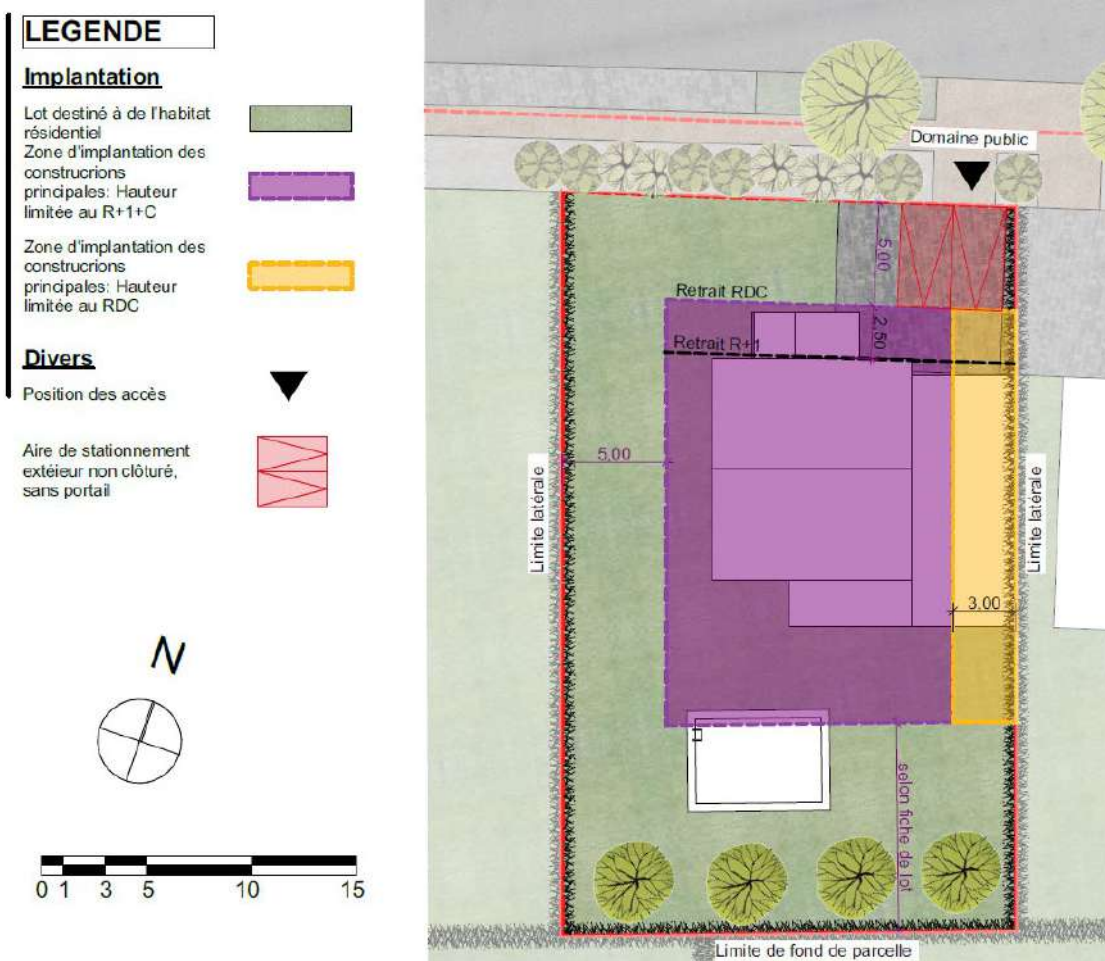 LEGENDE
Implantation
Lot destiné à de l'habitat
résidentiel
Zone d'implantation des
construcrions
principales: Hauteur
limitée au R+1+C
Zone d'implantation des
construcrions
principales: Hauteur
limitée au RDC
Divers
Position des accès
Aire de stationnement
extérieur non clôturé,
sans portail
N
0 1 3 5 10 15
Domaine public
5,00
Retrait RDC
2,50
Retrait R+1
5,00
Limite latérale
Limite latérale
3,00
selon fiche de lot
Limite de fond de parcelle